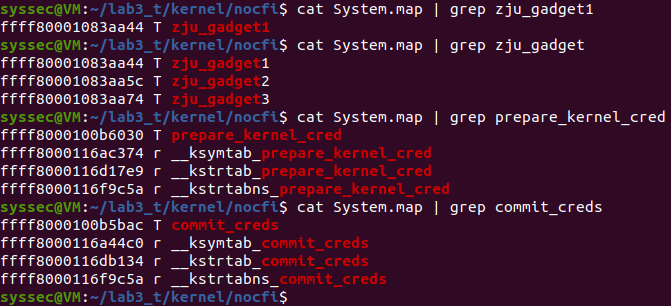 syssec@VM:~/lab3_t/kernel/nocfi$ cat System.map | grep zju_gadget1
ffff80001083aa44 T zju_gadget1
syssec@VM:~/lab3_t/kernel/nocfi$ cat System.map | grep zju_gadget
ffff80001083aa44 T zju_gadget1
ffff80001083aa5c T zju_gadget2
ffff80001083aa74 T zju_gadget3
syssec@VM:~/lab3_t/kernel/nocfi$ cat System.map | grep prepare_kernel_cred
ffff8000100b6030 T prepare_kernel_cred
ffff8000116ac374 r __ksymtab_prepare_kernel_cred
ffff8000116d17e9 r __kstrtab_prepare_kernel_cred
ffff8000116f9c5a r __kstrtabns_prepare_kernel_cred
syssec@VM:~/lab3_t/kernel/nocfi$ cat System.map | grep commit_creds
ffff8000100b5bac T commit_creds
ffff8000116a44c0 r __ksymtab_commit_creds
ffff8000116db134 r __kstrtab_commit_creds
ffff8000116f9c5a r __kstrtabns_commit_creds
syssec@VM:~/lab3_t/kernel/nocfi$